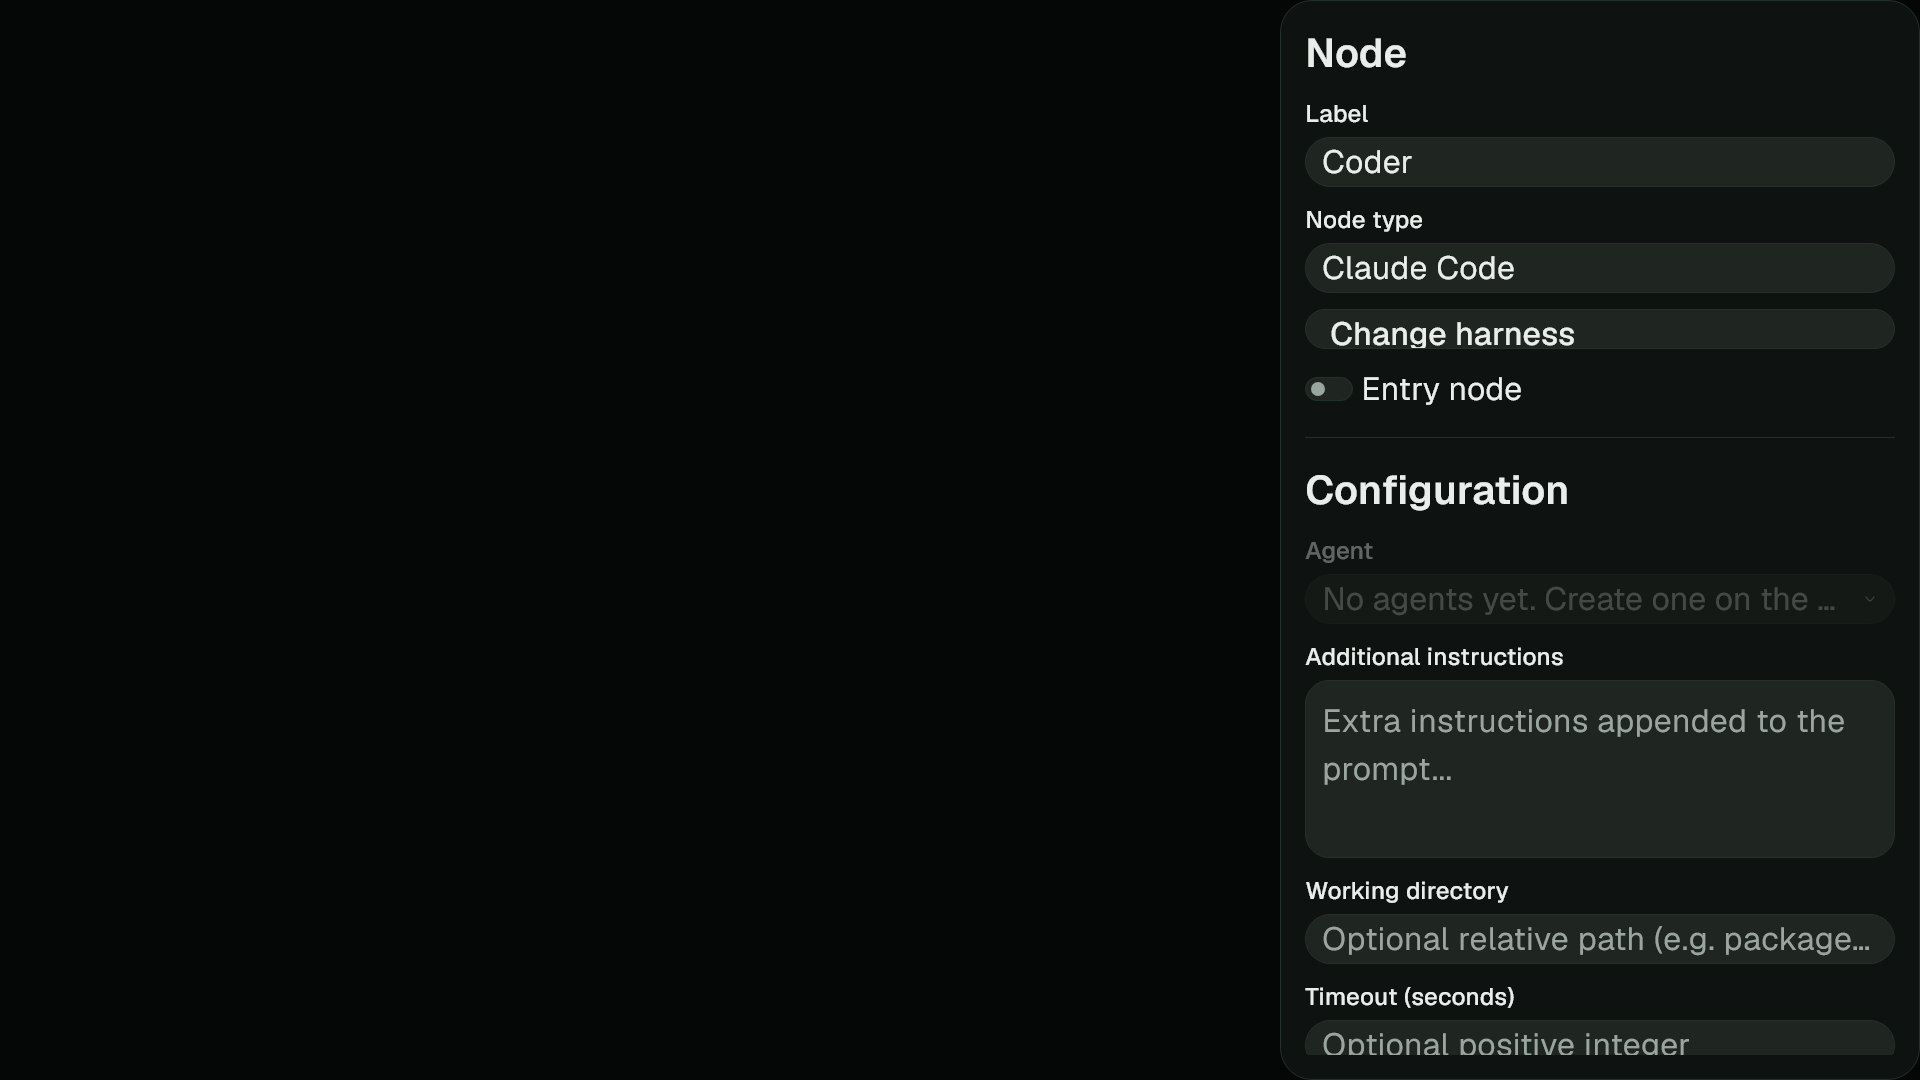 Node
Label
Coder
Node type
Claude Code
Change harness
Entry node
Configuration
Agent
No agents yet. Create one on the ...
Additional instructions
Extra instructions appended to the
prompt...
Working directory
Optional relative path (e.g. package...
Timeout (seconds)
Optional positive integer